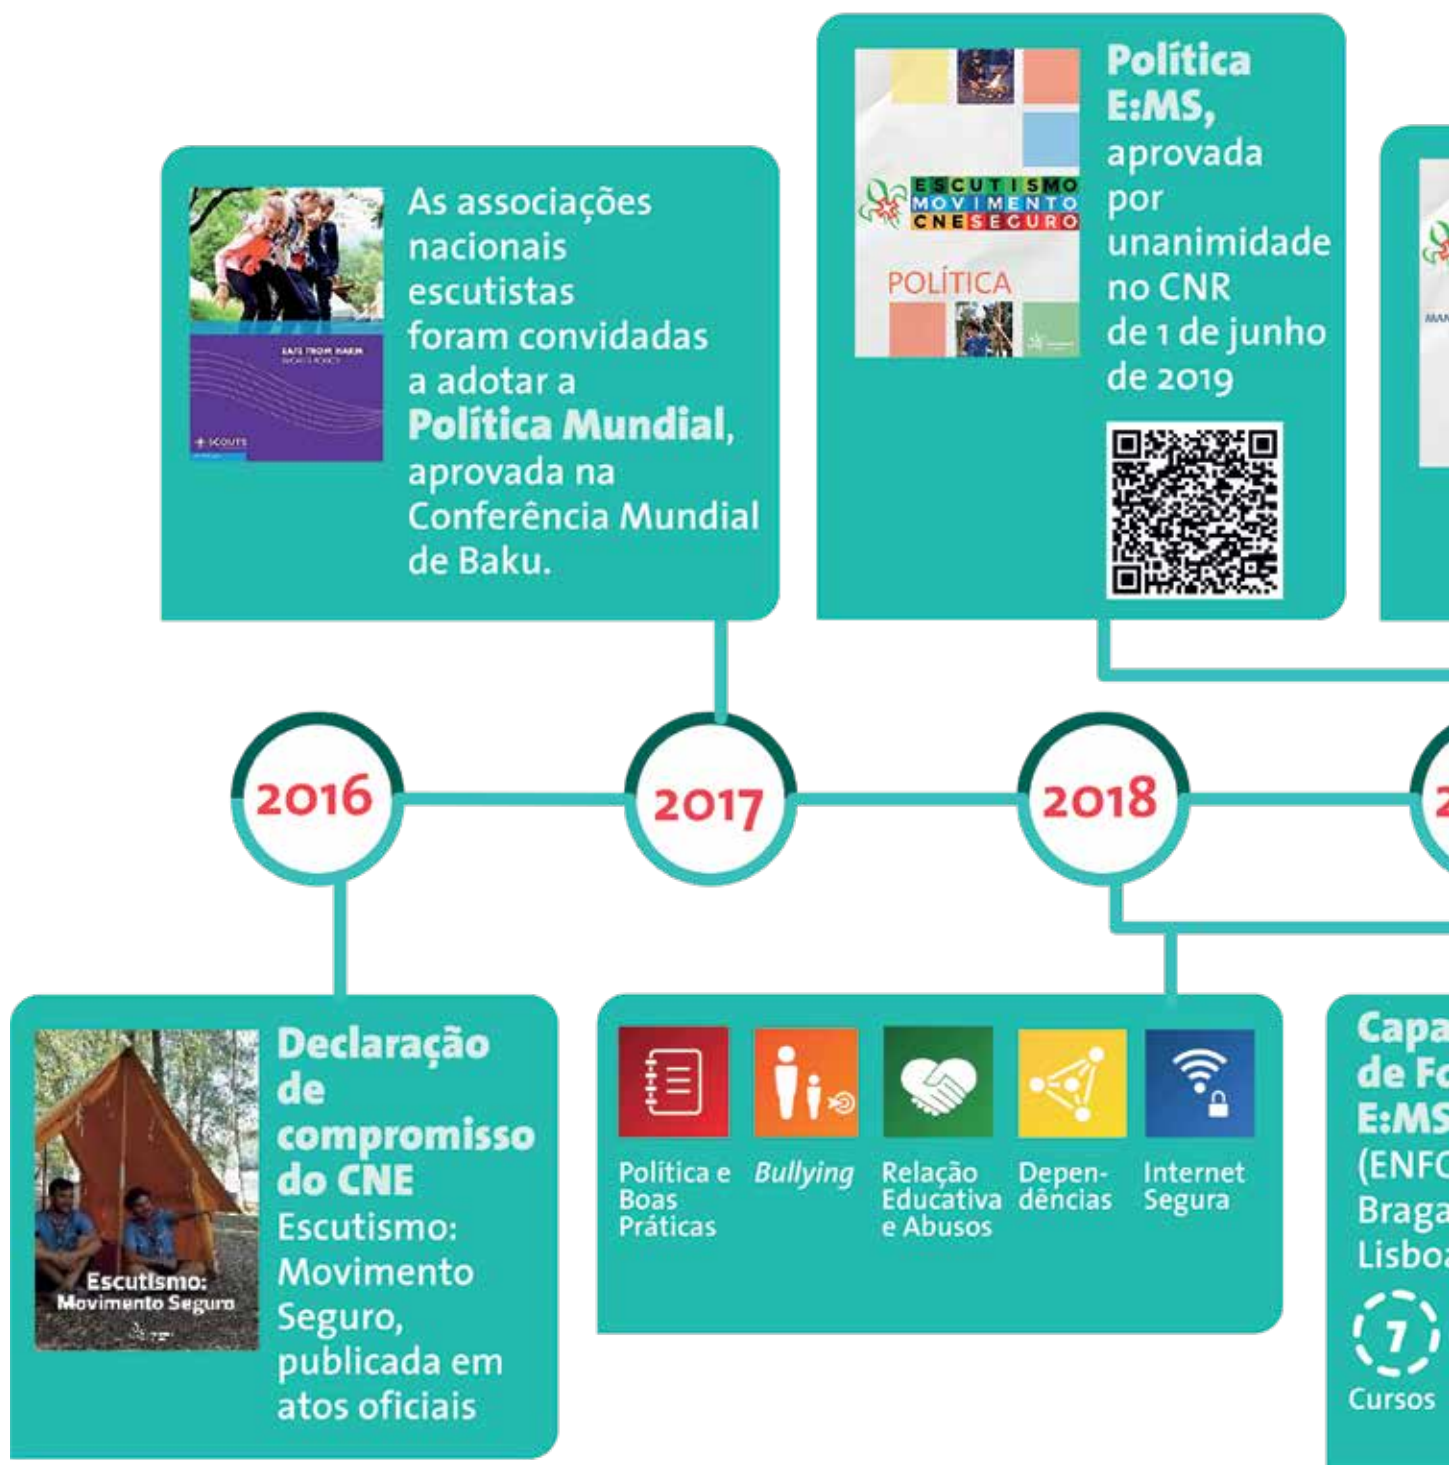 As associações
nacionais
escutistas
foram convidadas
a adotar a
Política Mundial,
aprovada na
Conferência Mundial
de Baku.
SAFE FROM HARM
SCOUTS
Política
E:MS,
aprovada
por
unanimidade
no CNR
de 1 de junho
de 2019
ESCUTISMO
MOVIMENTO
CNE SEGURO
POLÍTICA
2016
2017
2018
Declaração
de
compromisso
do CNE
Escutismo:
Movimento
Seguro,
publicada em
atos oficiais
Escutismo:
Movimento Seguro
Política e
Boas
Práticas
Bullying
Relação
Educativa
e Abusos
Depen-
dências
Internet
Segura
de
E:MS
Braga
7
Cursos